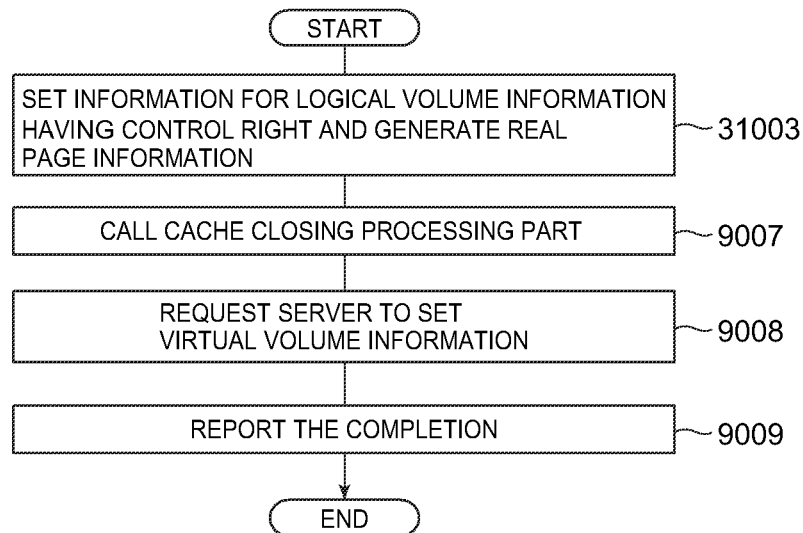 START
SET INFORMATION FOR LOGICAL VOLUME INFORMATION
HAVING CONTROL RIGHT AND GENERATE REAL
PAGE INFORMATION
31003
CALL CACHE CLOSING PROCESSING PART
9007
REQUEST SERVER TO SET
VIRTUAL VOLUME INFORMATION
9008
REPORT THE COMPLETION
9009
END